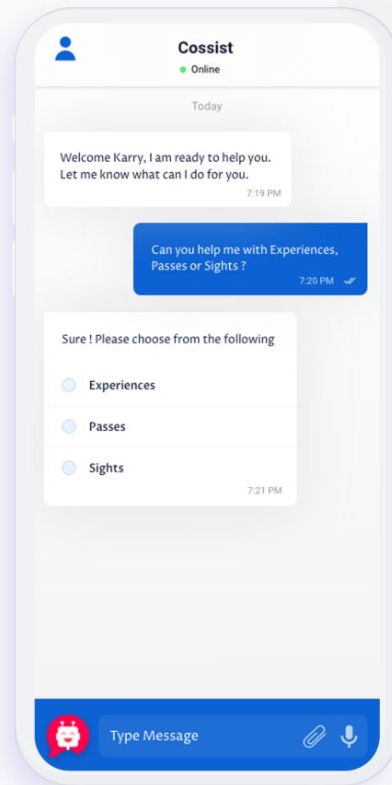 Cossist
Online
Today
Welcome Karry, I am ready to help you.
Let me know what can I do for you.
7:19 PM
Can you help me with Experiences,
Passes or Sights ?
7:20 PM
Sure ! Please choose from the following
Experiences
Passes
Sights
7:21 PM
Type Message